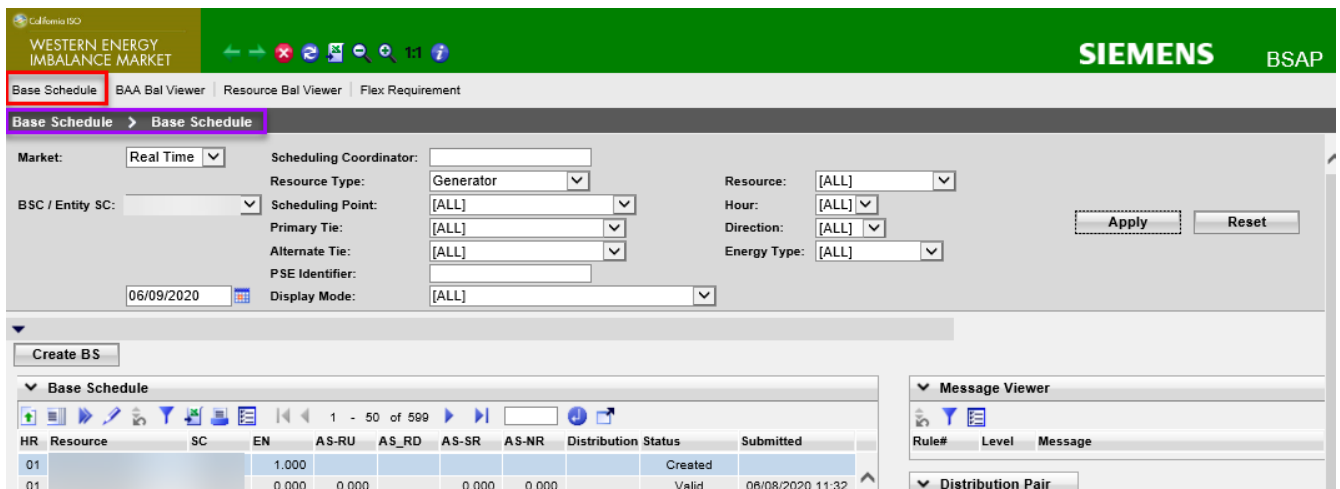 California ISO
WESTERN ENERGY
IMBALANCE MARKET
1:1
SIEMENS BSAP
Base Schedule BAA Bal Viewer Resource Bal Viewer Flex Requirement
Base Schedule > Base Schedule
Market: Real Time Scheduling Coordinator:
Resource Type: Generator Resource: [ALL]
BSC / Entity SC: Scheduling Point: [ALL] Hour: [ALL]
Primary Tie: [ALL] Direction: [ALL] Apply Reset
Alternate Tie: [ALL] Energy Type: [ALL]
PSE Identifier:
06/09/2020 Display Mode: [ALL]
Create BS
Base Schedule Message Viewer
1 - 50 of 599
HR Resource SC EN AS-RU AS_RD AS-SR AS-NR Distribution Status Submitted Rule# Level Message
01 1.000 Created
01 0.000 0.000 0.000 0.000 Valid 06/08/2020 11:32 Distribution Pair